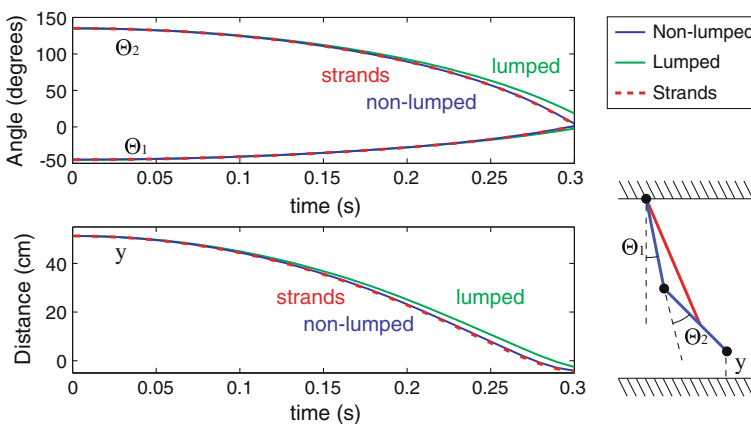 Angle (degrees)
150
100
50
0
-50
Θ2
Θ1
strands
non-lumped
lumped
0
0.05
0.1
0.15
0.2
0.25
0.3
time (s)
Distance (cm)
40
20
0
y
strands
non-lumped
lumped
0
0.05
0.1
0.15
0.2
0.25
0.3
time (s)
Non-lumped
Lumped
Strands
Θ1
Θ2
y